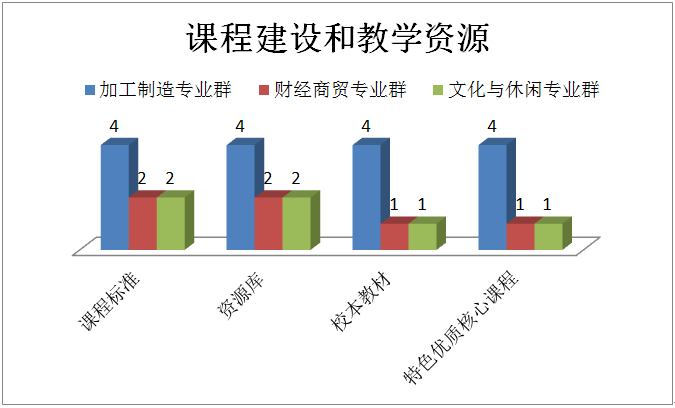 课程建设和教学资源
加工制造专业群 财经商贸专业群 文化与休闲专业群
4 2 2 4 2 2 4 1 1 4 1 1
课程标准 资源库 校本教材 特色优质核心课程